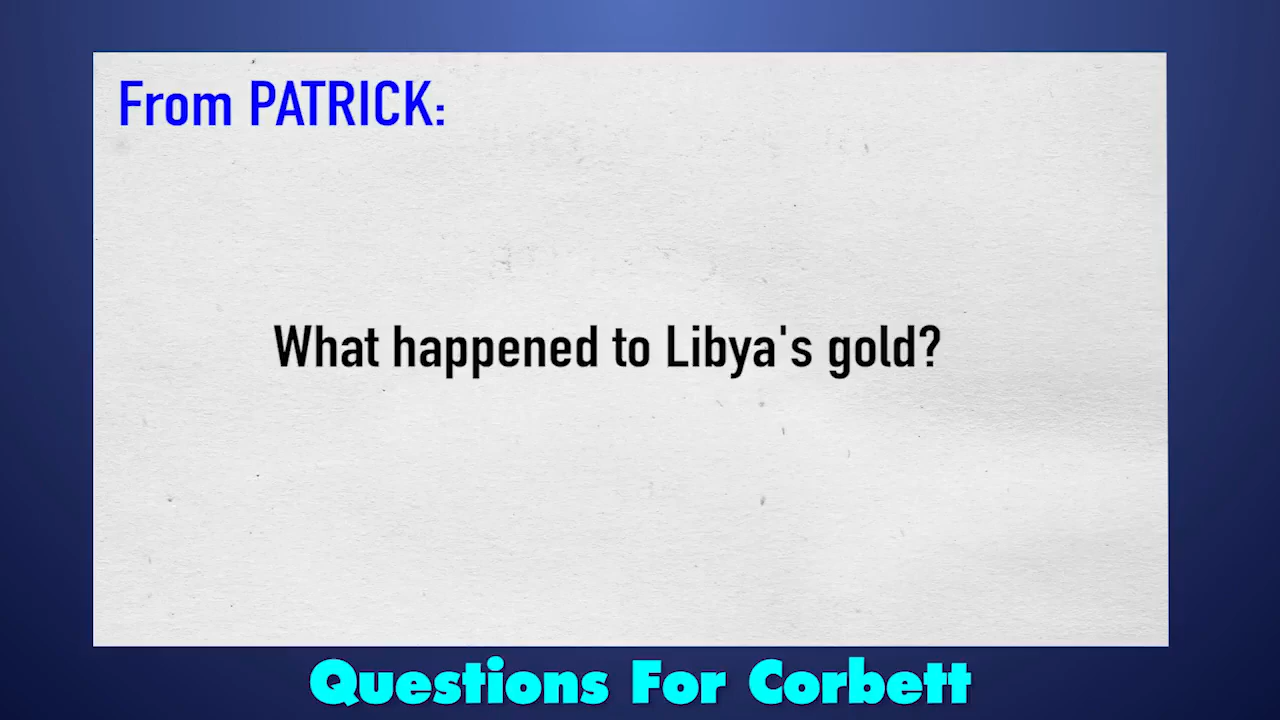 From PATRICK:
What happened to Libya's gold?
Questions For Corbett